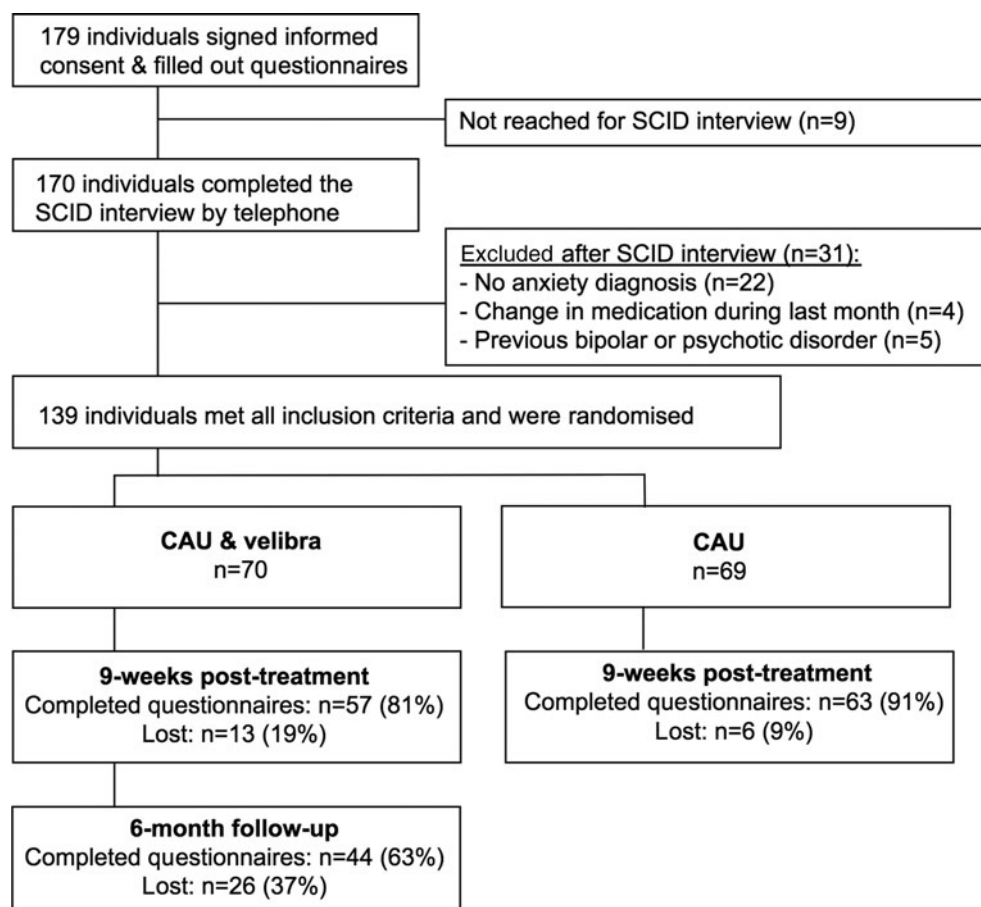 179 individuals signed informed
consent & filled out questionnaires
Not reached for SCID interview (n=9)
170 individuals completed the
SCID interview by telephone
Excluded after SCID interview (n=31):
- No anxiety diagnosis (n=22)
- Change in medication during last month (n=4)
- Previous bipolar or psychotic disorder (n=5)
139 individuals met all inclusion criteria and were randomised
CAU & velibra
n=70
CAU
n=69
9-weeks post-treatment
Completed questionnaires: n=57 (81%)
Lost: n=13 (19%)
9-weeks post-treatment
Completed questionnaires: n=63 (91%)
Lost: n=6 (9%)
6-month follow-up
Completed questionnaires: n=44 (63%)
Lost: n=26 (37%)